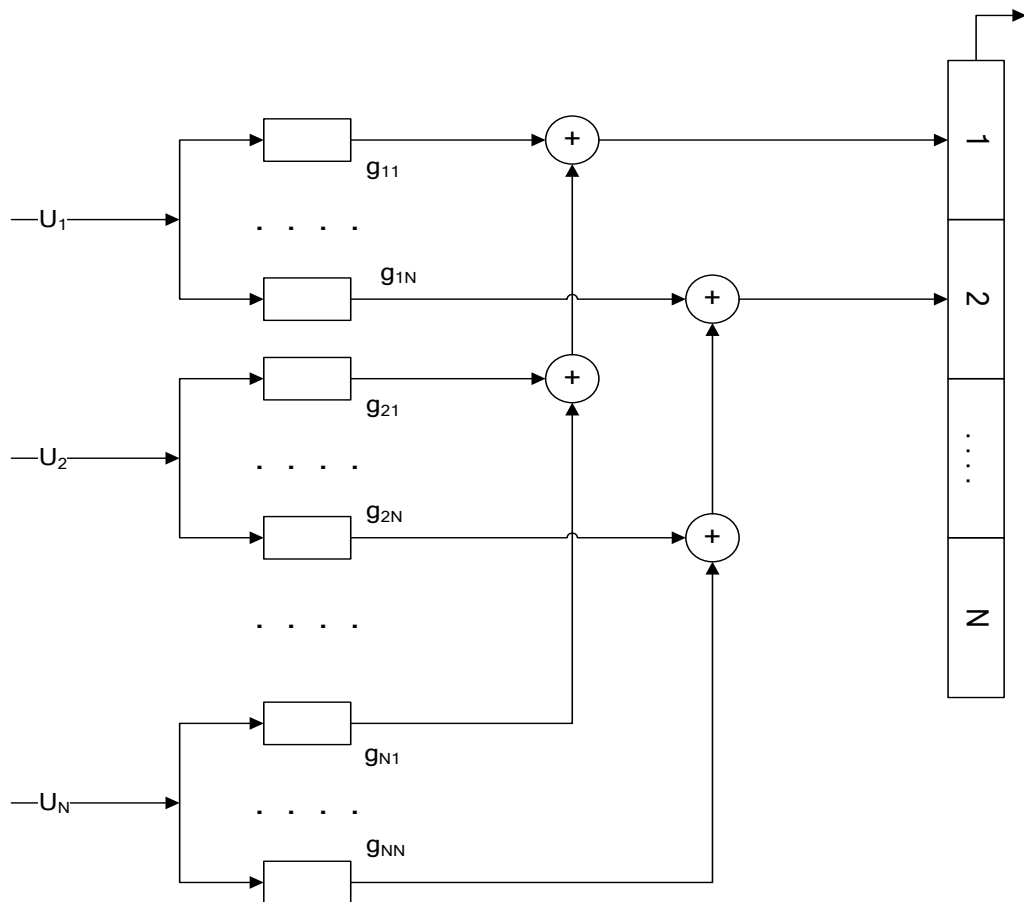 +
1
g₁₁
U₁
. . . .
g₁N
+
2
+
g₂₁
U₂
. . . .
. . . .
g₂N
+
. . . .
N
gN₁
UN
. . . .
gNN